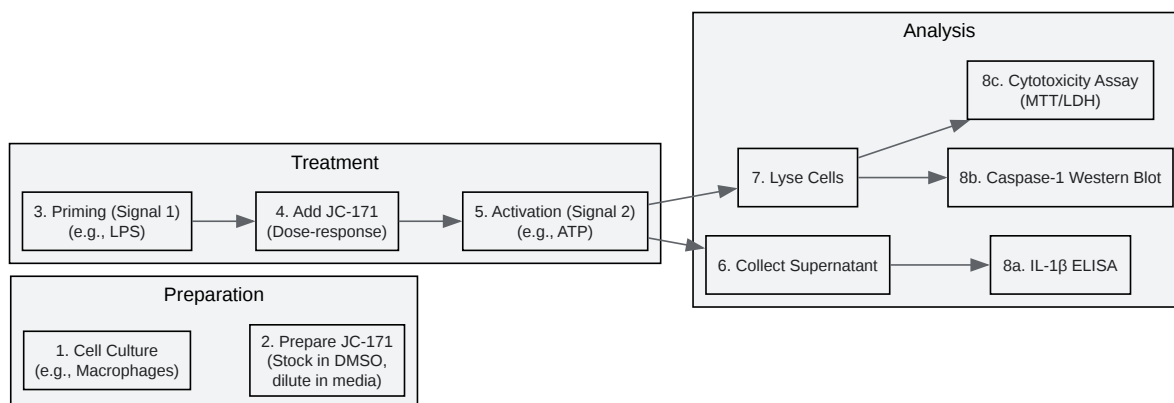 Analysis
8c. Cytotoxicity Assay
(MTT/LDH)
Treatment
7. Lyse Cells
8b. Caspase-1 Western Blot
3. Priming (Signal 1)
(e.g., LPS)
4. Add JC-171
(Dose-response)
5. Activation (Signal 2)
(e.g., ATP)
6. Collect Supernatant
8a. IL-1β ELISA
Preparation
1. Cell Culture
(e.g., Macrophages)
2. Prepare JC-171
(Stock in DMSO,
dilute in media)